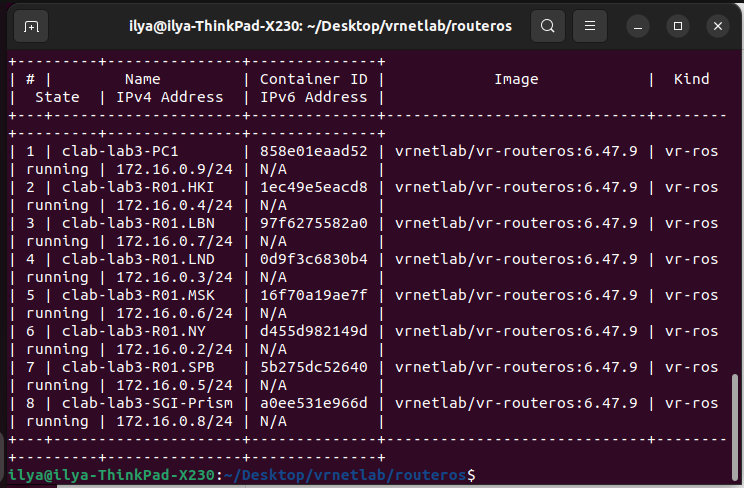 ilya@ilya-ThinkPad-X230: ~/Desktop/vrnetlab/routeros
+---------+---------------+--------------+
| # |        Name         | Container ID |            Image            |  Kind
|  State  | IPv4 Address  | IPv6 Address |
+---+---------------------+--------------+-----------------------------+--------
+---------+---------------+--------------+
| 1 | clab-lab3-PC1       | 858e01eaad52 | vrnetlab/vr-routeros:6.47.9 | vr-ros
| running | 172.16.0.9/24 | N/A          |
| 2 | clab-lab3-R01.HKI   | 1ec49e5eacd8 | vrnetlab/vr-routeros:6.47.9 | vr-ros
| running | 172.16.0.4/24 | N/A          |
| 3 | clab-lab3-R01.LBN   | 97f6275582a0 | vrnetlab/vr-routeros:6.47.9 | vr-ros
| running | 172.16.0.7/24 | N/A          |
| 4 | clab-lab3-R01.LND   | 0d9f3c6830b4 | vrnetlab/vr-routeros:6.47.9 | vr-ros
| running | 172.16.0.3/24 | N/A          |
| 5 | clab-lab3-R01.MSK   | 16f70a19ae7f | vrnetlab/vr-routeros:6.47.9 | vr-ros
| running | 172.16.0.6/24 | N/A          |
| 6 | clab-lab3-R01.NY    | d455d982149d | vrnetlab/vr-routeros:6.47.9 | vr-ros
| running | 172.16.0.2/24 | N/A          |
| 7 | clab-lab3-R01.SPB   | 5b275dc52640 | vrnetlab/vr-routeros:6.47.9 | vr-ros
| running | 172.16.0.5/24 | N/A          |
| 8 | clab-lab3-SGI-Prism | a0ee531e966d | vrnetlab/vr-routeros:6.47.9 | vr-ros
| running | 172.16.0.8/24 | N/A          |
+---+---------------------+--------------+-----------------------------+--------
+---------+---------------+--------------+
ilya@ilya-ThinkPad-X230:~/Desktop/vrnetlab/routeros$